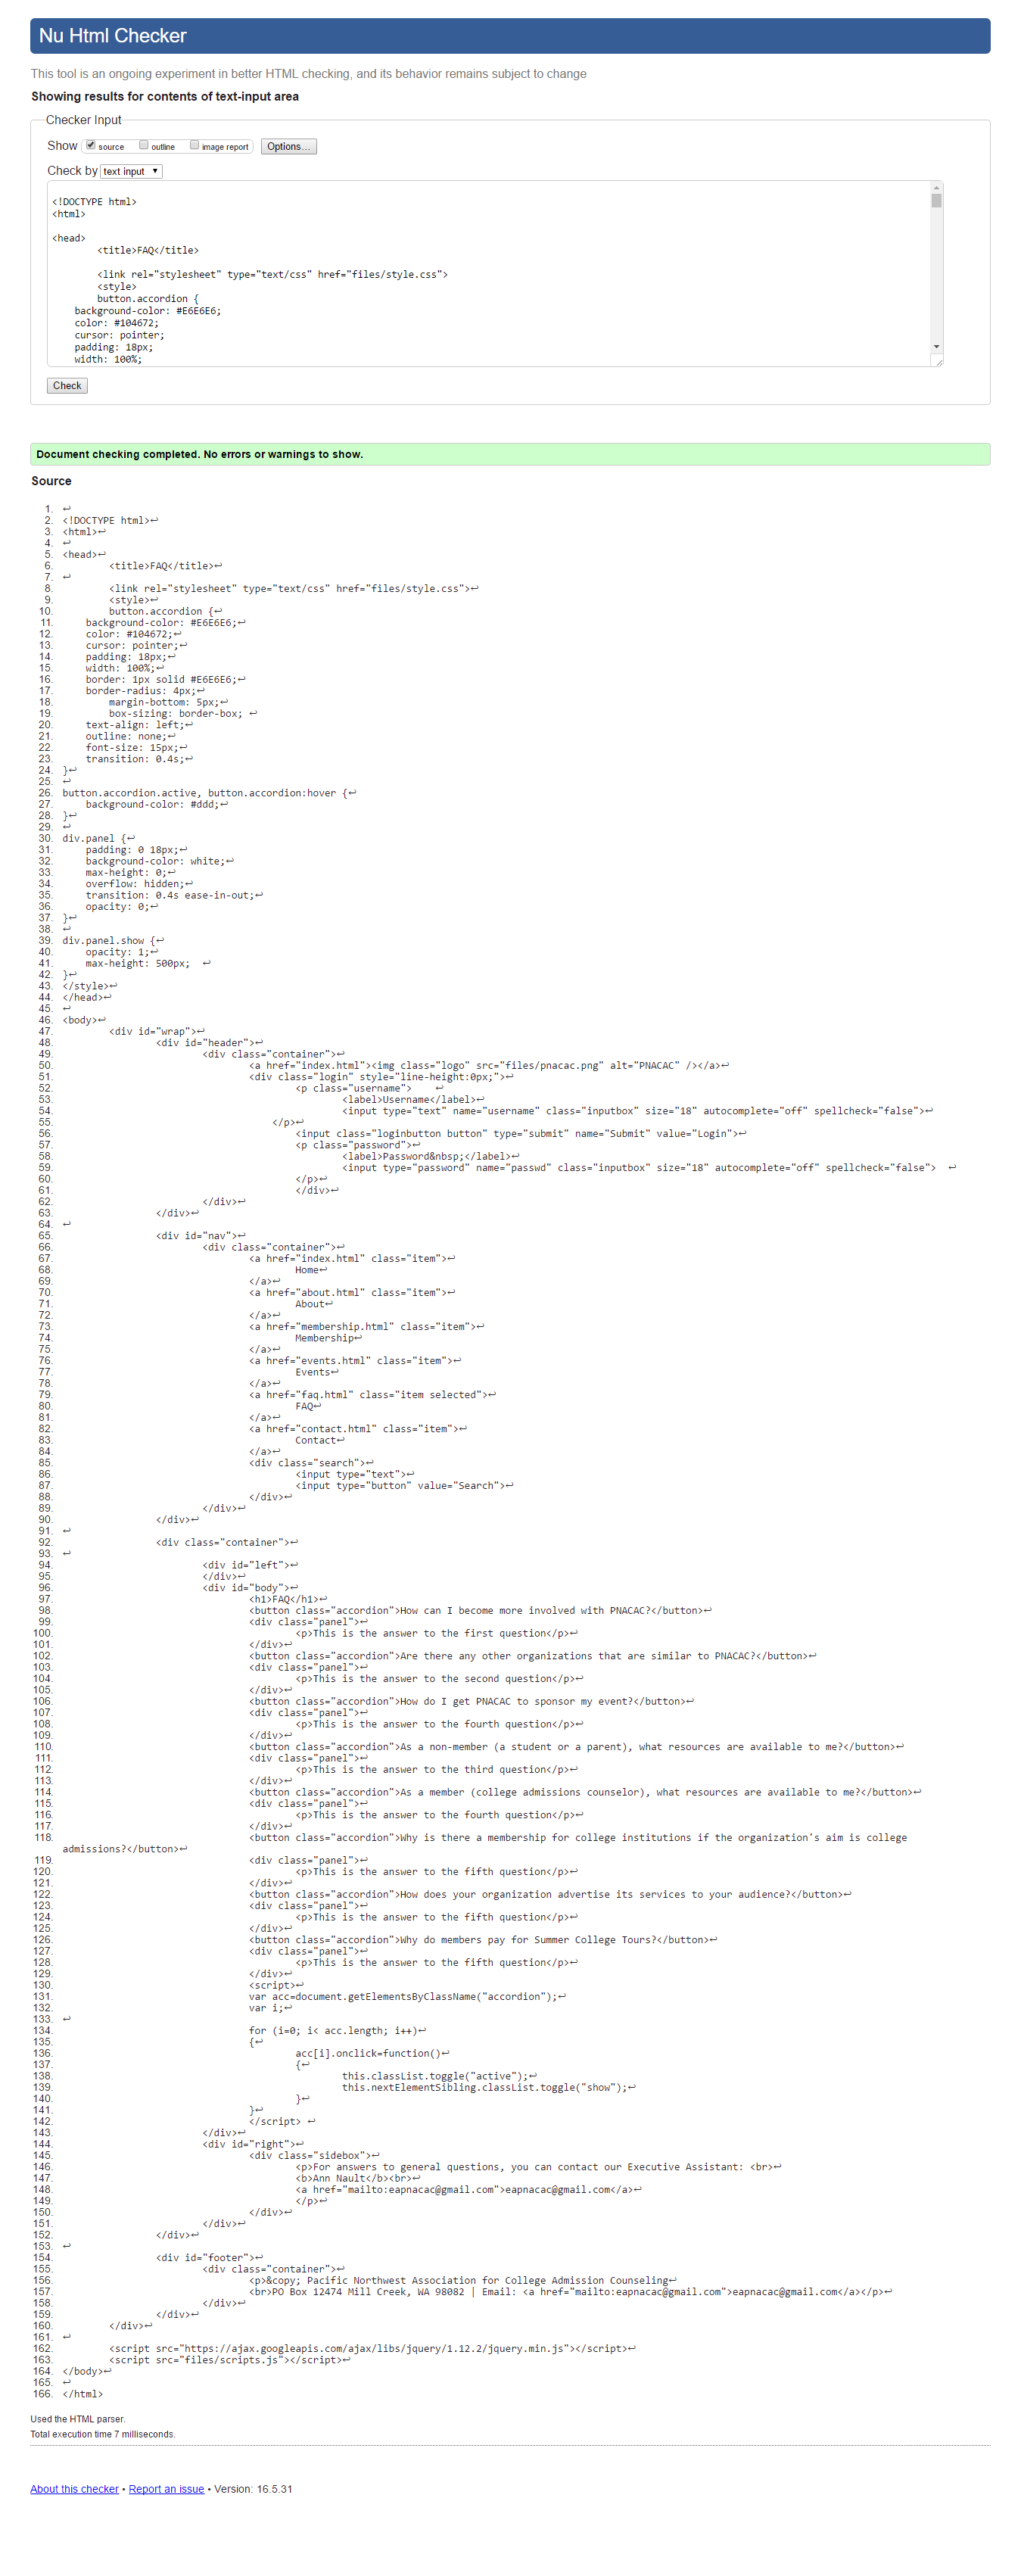 Nu Html Checker
This tool is an ongoing experiment in better HTML checking, and its behavior remains subject to change
Showing results for contents of text-input area
Checker Input
Show source outline image report Options...
Check by text input
<!DOCTYPE html>
<html>
<head>
<title>FAQ</title>
<link rel="stylesheet" type="text/css" href="files/style.css">
<style>
button.accordion {
background-color: #E6E6E6;
color: #104672;
cursor: pointer;
padding: 18px;
width: 100%;
Check
Document checking completed. No errors or warnings to show.
Source
1. ↩
2. <!DOCTYPE html>↩
3. <html>↩
4. ↩
5. <head>↩
6. <title>FAQ</title>↩
7. ↩
8. <link rel="stylesheet" type="text/css" href="files/style.css">↩
9. <style>↩
10. button.accordion {↩
11. background-color: #E6E6E6;↩
12. color: #104672;↩
13. cursor: pointer;↩
14. padding: 18px;↩
15. width: 100%;↩
16. border: 1px solid #E6E6E6;↩
17. border-radius: 4px;↩
18. margin-bottom: 5px;↩
19. box-sizing: border-box; ↩
20. text-align: left;↩
21. outline: none;↩
22. font-size: 15px;↩
23. transition: 0.4s;↩
24. }↩
25. ↩
26. button.accordion.active, button.accordion:hover {↩
27. background-color: #ddd;↩
28. }↩
29. ↩
30. div.panel {↩
31. padding: 0 18px;↩
32. background-color: white;↩
33. max-height: 0;↩
34. overflow: hidden;↩
35. transition: 0.4s ease-in-out;↩
36. opacity: 0;↩
37. }↩
38. ↩
39. div.panel.show {↩
40. opacity: 1;↩
41. max-height: 500px; ↩
42. }↩
43. </style>↩
44. </head>↩
45. ↩
46. <body>↩
47. <div id="wrap">↩
48. <div id="header">↩
49. <div class="container">↩
50. <a href="index.html"><img class="logo" src="files/pnacac.png" alt="PNACAC" /></a>↩
51. <div class="login" style="line-height:0px;">↩
52. <p class="username"> ↩
53. <label>Username</label>↩
54. <input type="text" name="username" class="inputbox" size="18" autocomplete="off" spellcheck="false">↩
55. </p>↩
56. <input class="loginbutton button" type="submit" name="Submit" value="Login">↩
57. <p class="password">↩
58. <label>Password&nbsp;</label>↩
59. <input type="password" name="passwd" class="inputbox" size="18" autocomplete="off" spellcheck="false"> ↩
60. </p>↩
61. </div>↩
62. </div>↩
63. </div>↩
64. ↩
65. <div id="nav">↩
66. <div class="container">↩
67. <a href="index.html" class="item">↩
68. Home↩
69. </a>↩
70. <a href="about.html" class="item">↩
71. About↩
72. </a>↩
73. <a href="membership.html" class="item">↩
74. Membership↩
75. </a>↩
76. <a href="events.html" class="item">↩
77. Events↩
78. </a>↩
79. <a href="faq.html" class="item selected">↩
80. FAQ↩
81. </a>↩
82. <a href="contact.html" class="item">↩
83. Contact↩
84. </a>↩
85. <div class="search">↩
86. <input type="text">↩
87. <input type="button" value="Search">↩
88. </div>↩
89. </div>↩
90. </div>↩
91. ↩
92. <div class="container">↩
93. ↩
94. <div id="left">↩
95. </div>↩
96. <div id="body">↩
97. <h1>FAQ</h1>↩
98. <button class="accordion">How can I become more involved with PNACAC?</button>↩
99. <div class="panel">↩
100. <p>This is the answer to the first question</p>↩
101. </div>↩
102. <button class="accordion">Are there any other organizations that are similar to PNACAC?</button>↩
103. <div class="panel">↩
104. <p>This is the answer to the second question</p>↩
105. </div>↩
106. <button class="accordion">How do I get PNACAC to sponsor my event?</button>↩
107. <div class="panel">↩
108. <p>This is the answer to the fourth question</p>↩
109. </div>↩
110. <button class="accordion">As a non-member (a student or a parent), what resources are available to me?</button>↩
111. <div class="panel">↩
112. <p>This is the answer to the third question</p>↩
113. </div>↩
114. <button class="accordion">As a member (college admissions counselor), what resources are available to me?</button>↩
115. <div class="panel">↩
116. <p>This is the answer to the fourth question</p>↩
117. </div>↩
118. <button class="accordion">Why is there a membership for college institutions if the organization's aim is college
admissions?</button>↩
119. <div class="panel">↩
120. <p>This is the answer to the fifth question</p>↩
121. </div>↩
122. <button class="accordion">How does your organization advertise its services to your audience?</button>↩
123. <div class="panel">↩
124. <p>This is the answer to the fifth question</p>↩
125. </div>↩
126. <button class="accordion">Why do members pay for Summer College Tours?</button>↩
127. <div class="panel">↩
128. <p>This is the answer to the fifth question</p>↩
129. </div>↩
130. <script>↩
131. var acc=document.getElementsByClassName("accordion");↩
132. var i;↩
133. ↩
134. for (i=0; i< acc.length; i++)↩
135. {↩
136. acc[i].onclick=function()↩
137. {↩
138. this.classList.toggle("active");↩
139. this.nextElementSibling.classList.toggle("show");↩
140. }↩
141. }↩
142. </script> ↩
143. </div>↩
144. <div id="right">↩
145. <div class="sidebox">↩
146. <p>For answers to general questions, you can contact our Executive Assistant: <br>↩
147. <b>Ann Nault</b><br>↩
148. <a href="mailto:eapnacac@gmail.com">eapnacac@gmail.com</a>↩
149. </p>↩
150. </div>↩
151. </div>↩
152. </div>↩
153. ↩
154. <div id="footer">↩
155. <div class="container">↩
156. <p>&copy; Pacific Northwest Association for College Admission Counseling↩
157. <br>PO Box 12474 Mill Creek, WA 98082 | Email: <a href="mailto:eapnacac@gmail.com">eapnacac@gmail.com</a></p>↩
158. </div>↩
159. </div>↩
160. </div>↩
161. ↩
162. <script src="https://ajax.googleapis.com/ajax/libs/jquery/1.12.2/jquery.min.js"></script>↩
163. <script src="files/scripts.js"></script>↩
164. </body>↩
165. ↩
166. </html>
Used the HTML parser.
Total execution time 7 milliseconds.
About this checker • Report an issue • Version: 16.5.31